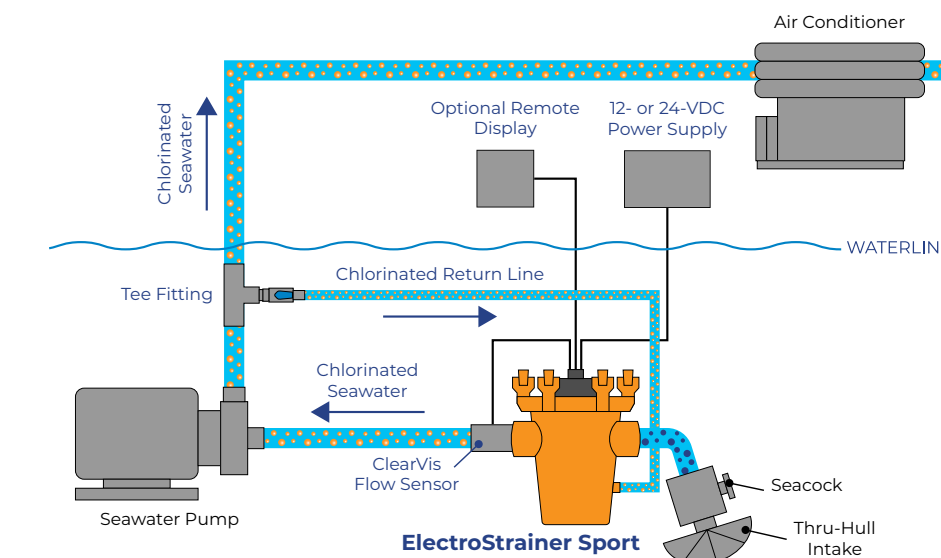 Air Conditioner
Optional Remote
Display
12- or 24-VDC
Power Supply
Chlorinated
Seawater
WATERLIN
Chlorinated Return Line
Tee Fitting
Chlorinated
Seawater
ClearVis
Flow Sensor
Seacock
Seawater Pump
Thru-Hull
Intake
ElectroStrainer Sport